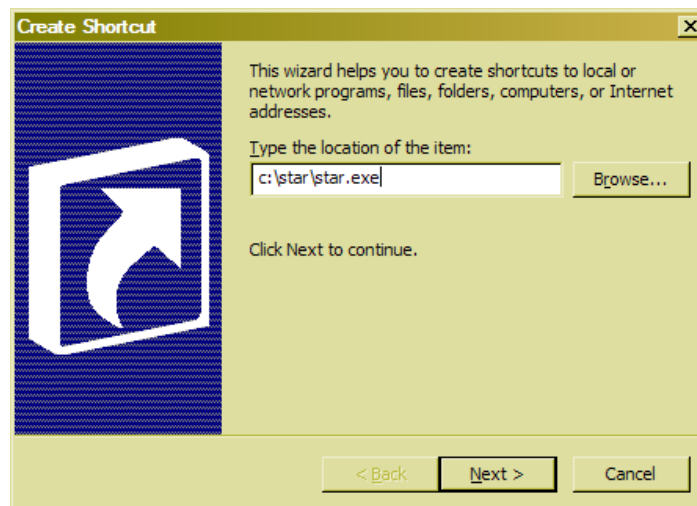 Create Shortcut
This wizard helps you to create shortcuts to local or
network programs, files, folders, computers, or Internet
addresses.
Type the location of the item:
c:\star\star.exe
Browse...
Click Next to continue.
< Back
Next >
Cancel